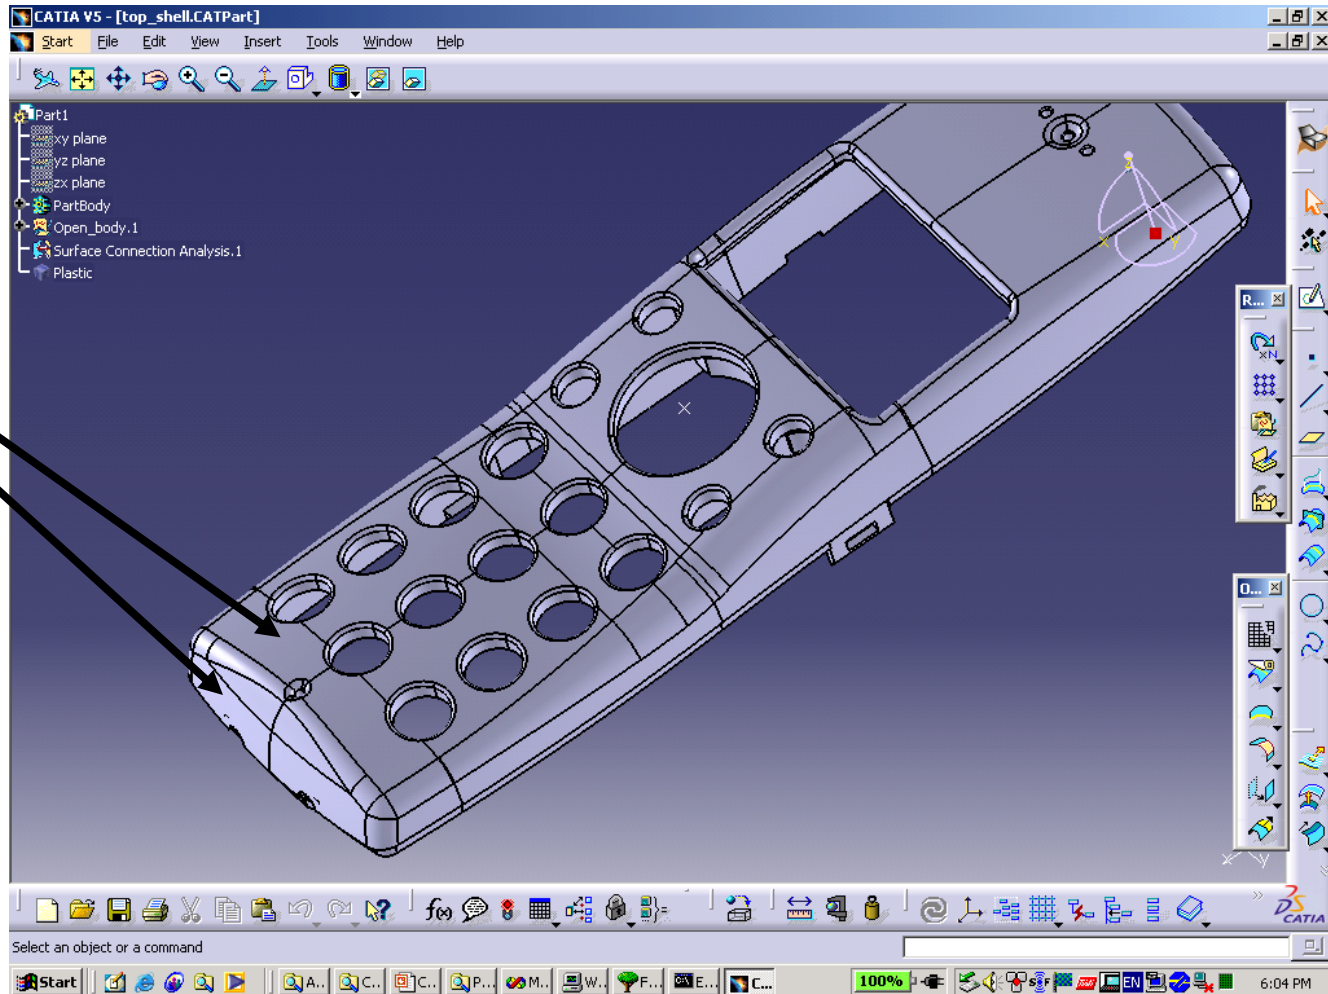 CATIA V5 - [top_shell.CATPart]
Start File Edit View Insert Tools Window Help
Part1
xy plane
yz plane
zx plane
PartBody
Open_body.1
Surface Connection Analysis.1
Plastic
z
x y
R...
xN
O...
x y
f(x)
DS
CATIA
Select an object or a command
Start A.. C.. C.. P... M.. W.. F... E... C... 100% EN 6:04 PM